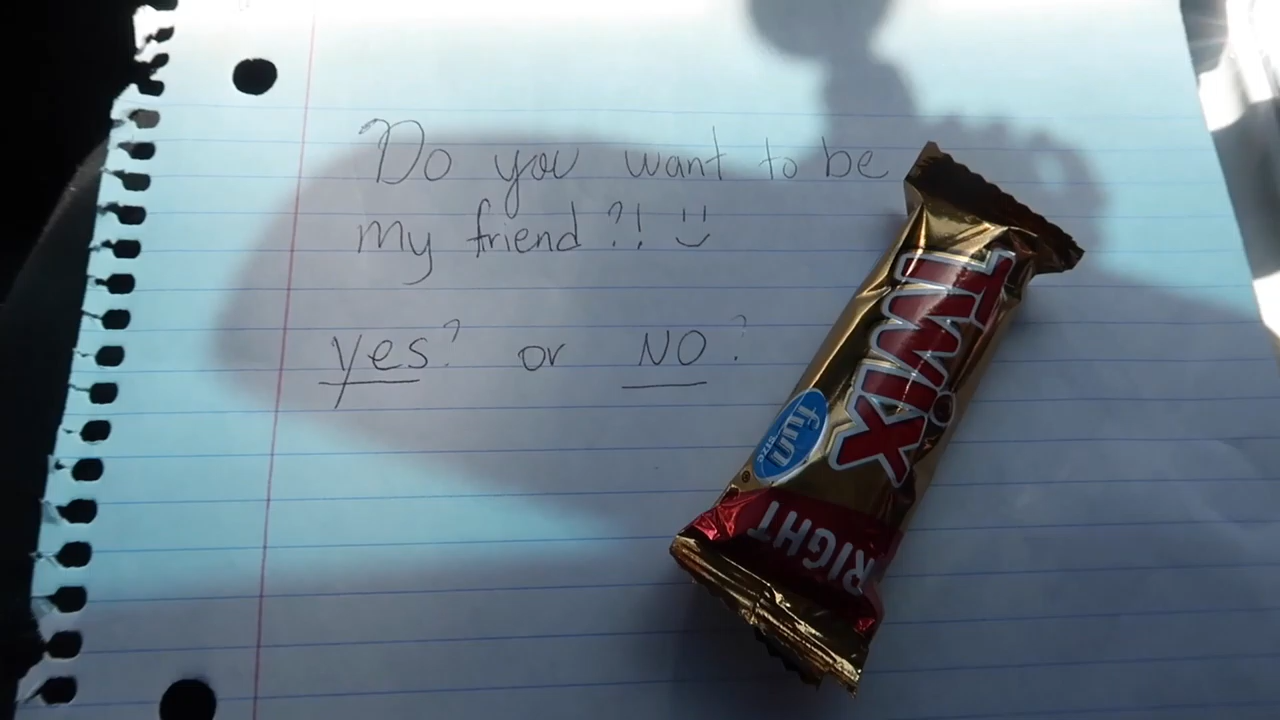 Do you want to be
my friend?! :)
yes? or NO?
TWIX
fun
size
RIGHT